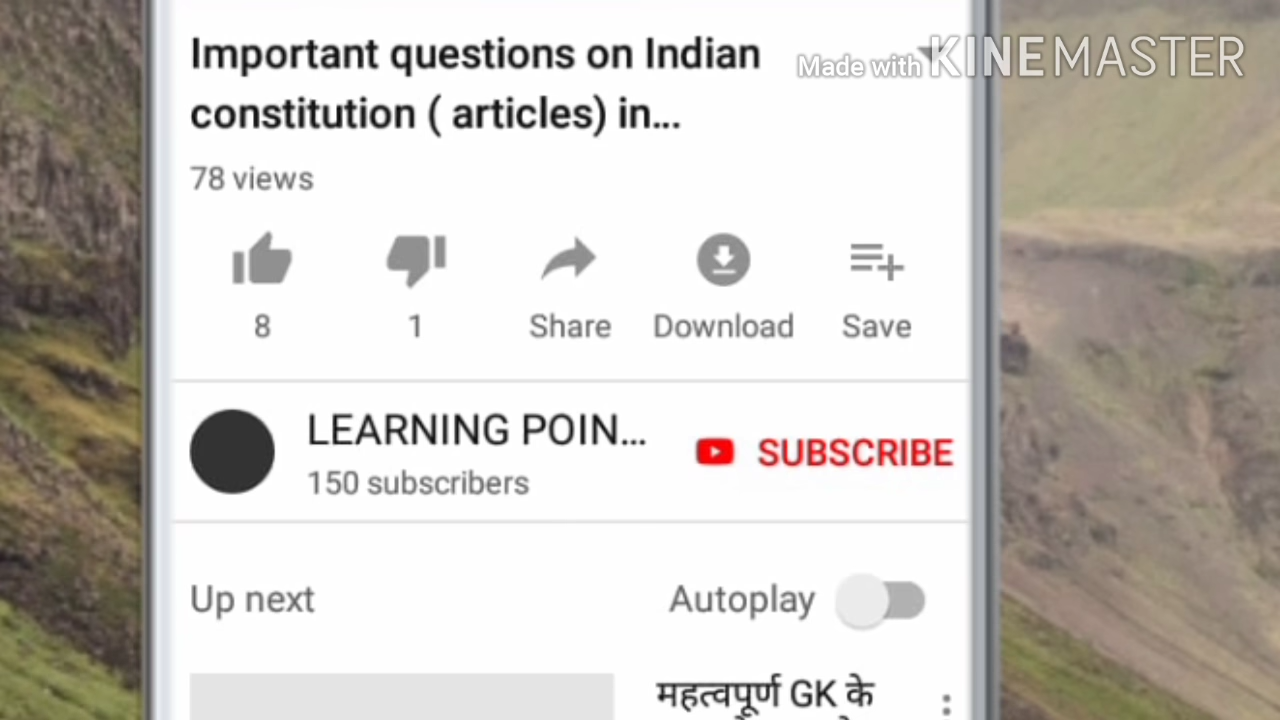 Important questions on Indian
Made with KINEMASTER
constitution ( articles) in...
78 views
8 1 Share Download Save
LEARNING POIN...
SUBSCRIBE
150 subscribers
Up next Autoplay
महत्वपूर्ण GK के